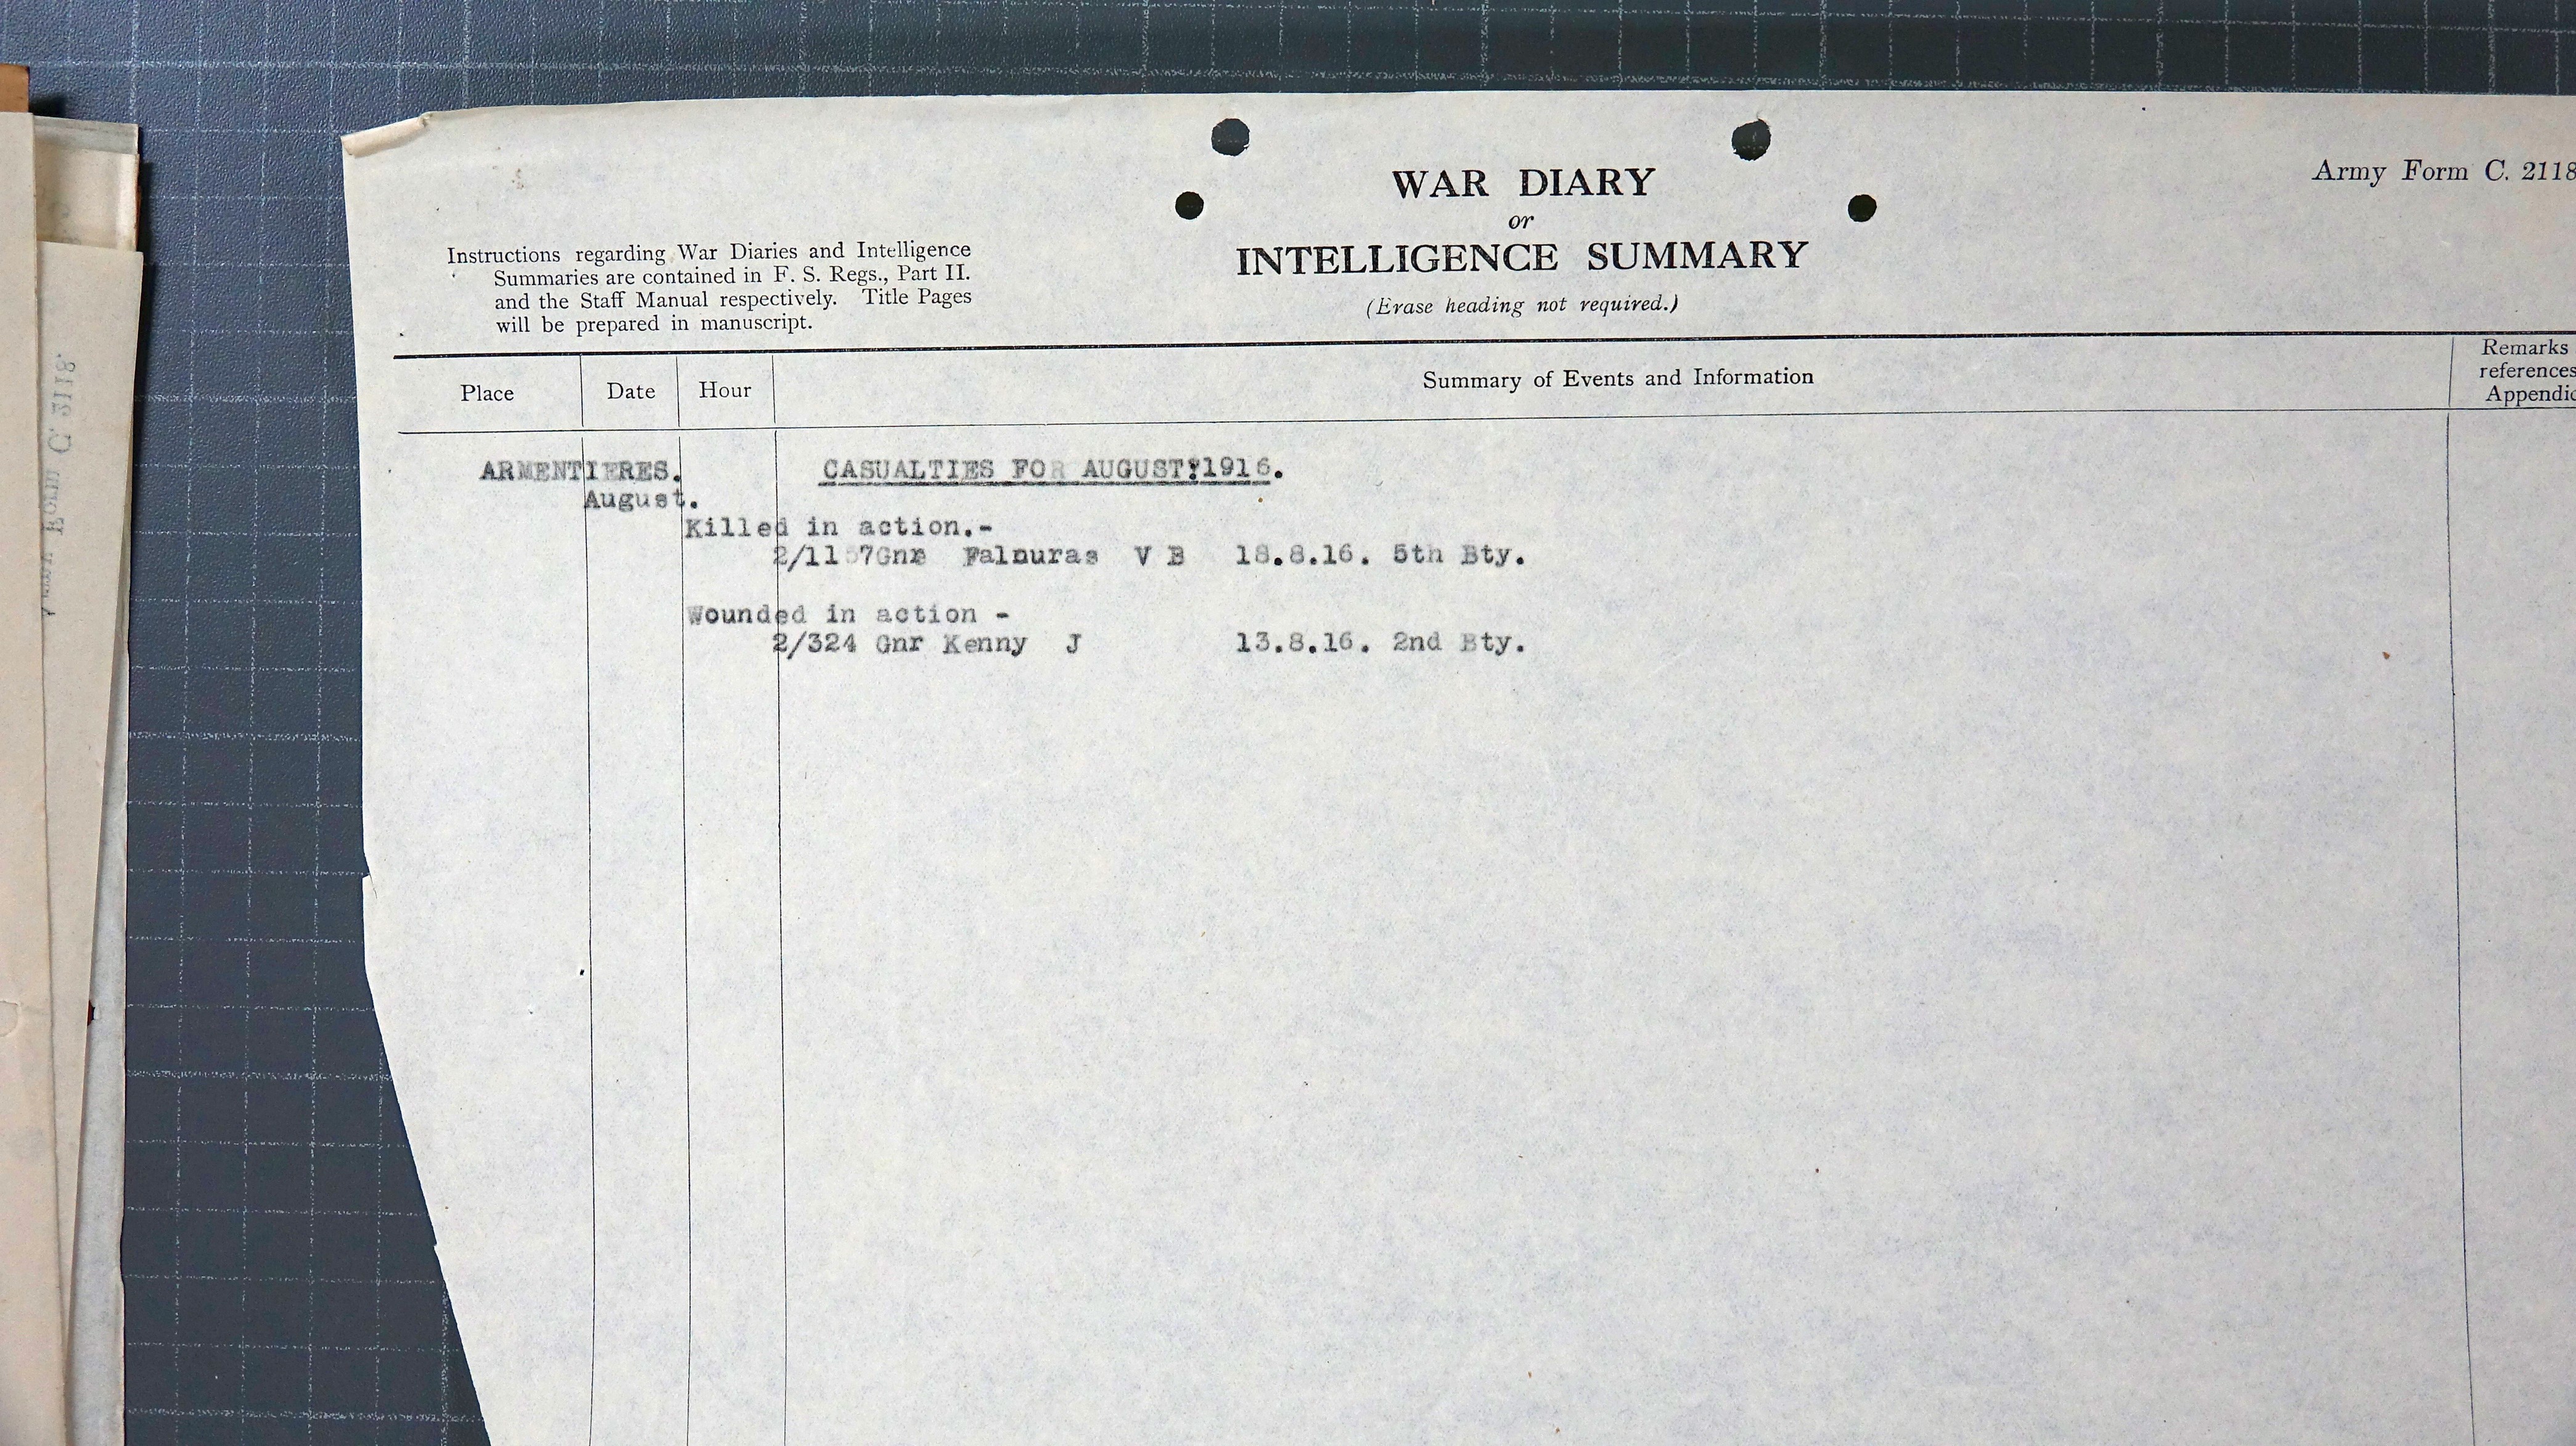 Army Form C. 2118
WAR DIARY
or
INTELLIGENCE SUMMARY
(Erase heading not required.)
Instructions regarding War Diaries and Intelligence
Summaries are contained in F. S. Regs., Part II.
and the Staff Manual respectively. Title Pages
will be prepared in manuscript.
Place
Date
Hour
Summary of Events and Information
Remarks
references
ARMENTIERES.
CASUALTIES FOR AUGUST 1916.
August.
Killed in action.-
Gnr V B 18.8.16. 5th Bty.
Wounded in action -
2/324 Gnr Kenny J 13.8.16. 2nd Bty.
Form C. 2118.